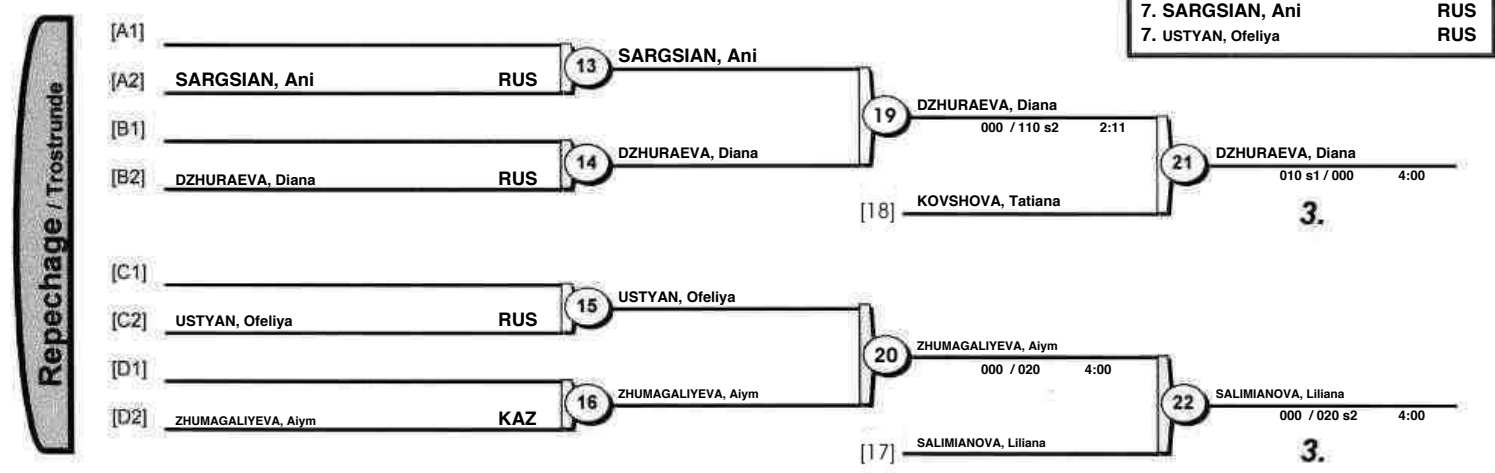 7. SARGSIAN, Ani RUS
7. USTYAN, Ofeliya RUS
Repechage / Trostrunde
[A1]
[A2] SARGSIAN, Ani RUS
13 SARGSIAN, Ani
[B1]
[B2] DZHURAEVA, Diana RUS
14 DZHURAEVA, Diana
19 DZHURAEVA, Diana
000 / 110 s2 2:11
[18] KOVSHOVA, Tatiana
21 DZHURAEVA, Diana
010 s1 / 000 4:00
3.
[C1]
[C2] USTYAN, Ofeliya RUS
15 USTYAN, Ofeliya
[D1]
[D2] ZHUMAGALIYEVA, Aiym KAZ
16 ZHUMAGALIYEVA, Aiym
20 ZHUMAGALIYEVA, Aiym
000 / 020 4:00
[17] SALIMIANOVA, Liliana
22 SALIMIANOVA, Liliana
000 / 020 s2 4:00
3.